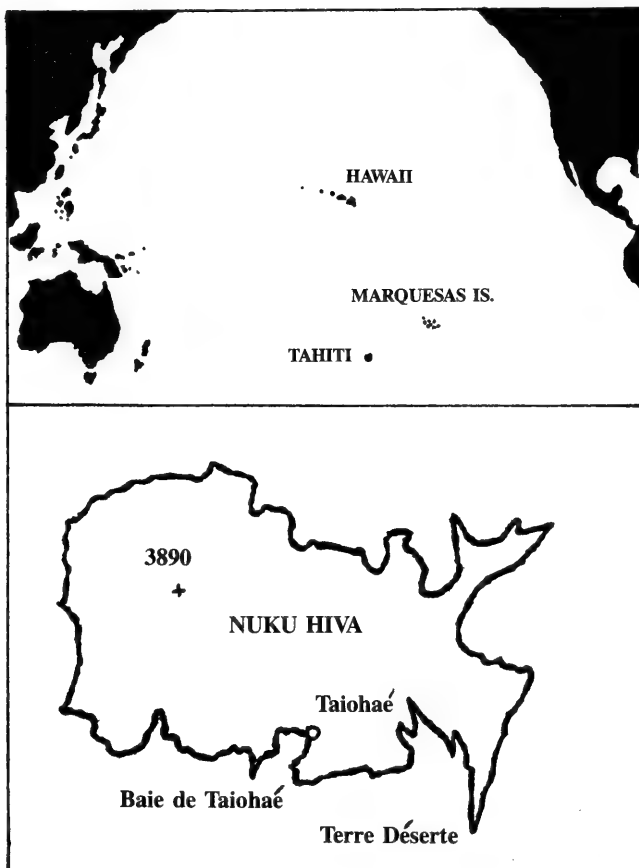 HAWAII
MARQUESAS IS.
TAHITI
3890
NUKU HIVA
Taiohaé
Baie de Taiohaé
Terre Déserte